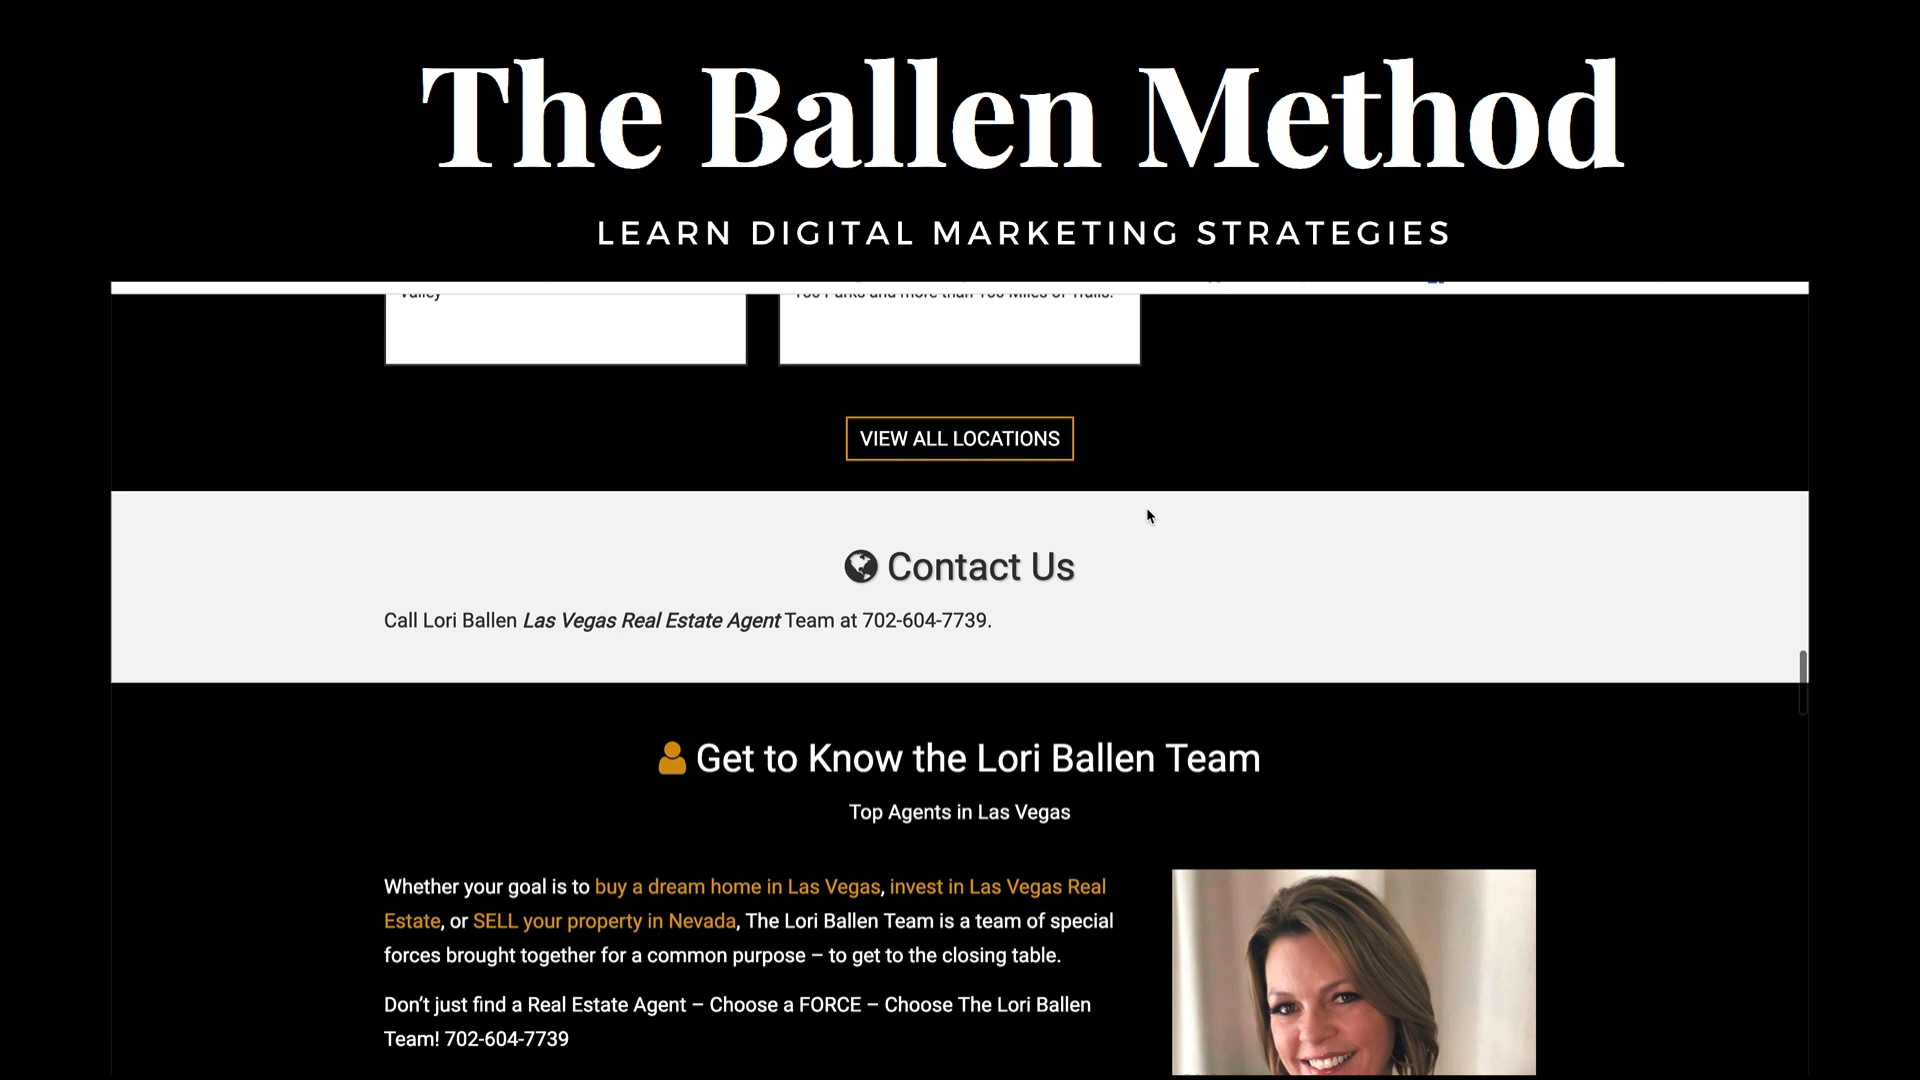 The Ballen Method
LEARN DIGITAL MARKETING STRATEGIES
Valley
VIEW ALL LOCATIONS
Contact Us
Call Lori Ballen Las Vegas Real Estate Agent Team at 702-604-7739.
Get to Know the Lori Ballen Team
Top Agents in Las Vegas
Whether your goal is to buy a dream home in Las Vegas, invest in Las Vegas Real
Estate, or SELL your property in Nevada, The Lori Ballen Team is a team of special
forces brought together for a common purpose – to get to the closing table.
Don’t just find a Real Estate Agent – Choose a FORCE – Choose The Lori Ballen
Team! 702-604-7739